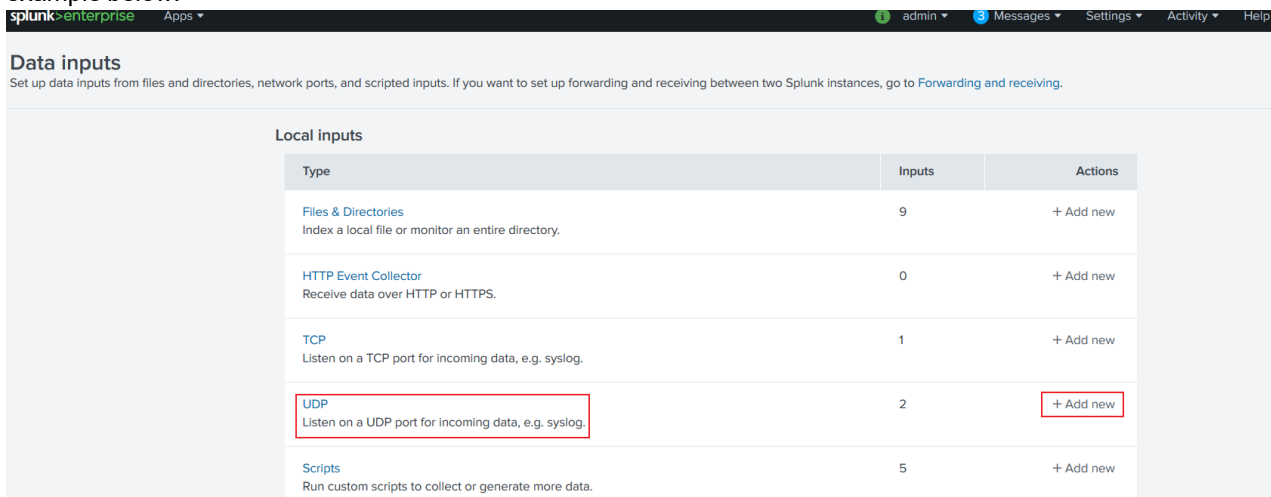 example below:
splunk>enterprise Apps ▾ i admin ▾ 3 Messages ▾ Settings ▾ Activity ▾ Help
Data inputs
Set up data inputs from files and directories, network ports, and scripted inputs. If you want to set up forwarding and receiving between two Splunk instances, go to Forwarding and receiving.
Local inputs
Type Inputs Actions
Files & Directories 9 + Add new
Index a local file or monitor an entire directory.
HTTP Event Collector 0 + Add new
Receive data over HTTP or HTTPS.
TCP 1 + Add new
Listen on a TCP port for incoming data, e.g. syslog.
UDP 2 + Add new
Listen on a UDP port for incoming data, e.g. syslog.
Scripts 5 + Add new
Run custom scripts to collect or generate more data.